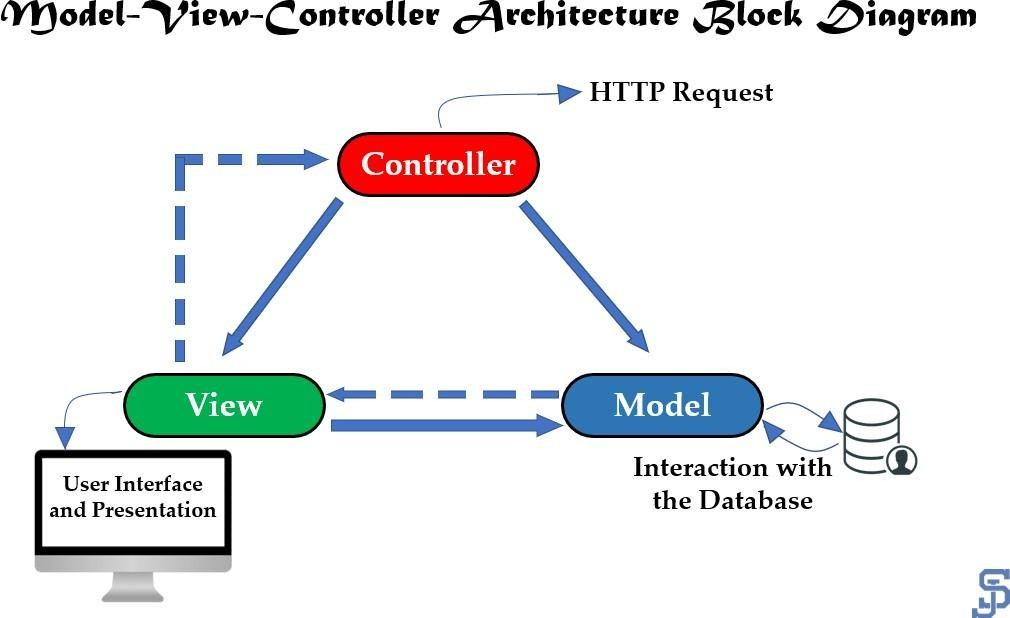 Model-View-Controller Architecture Block Diagram
HTTP Request
Controller
View
Model
User Interface
and Presentation
Interaction with
the Database